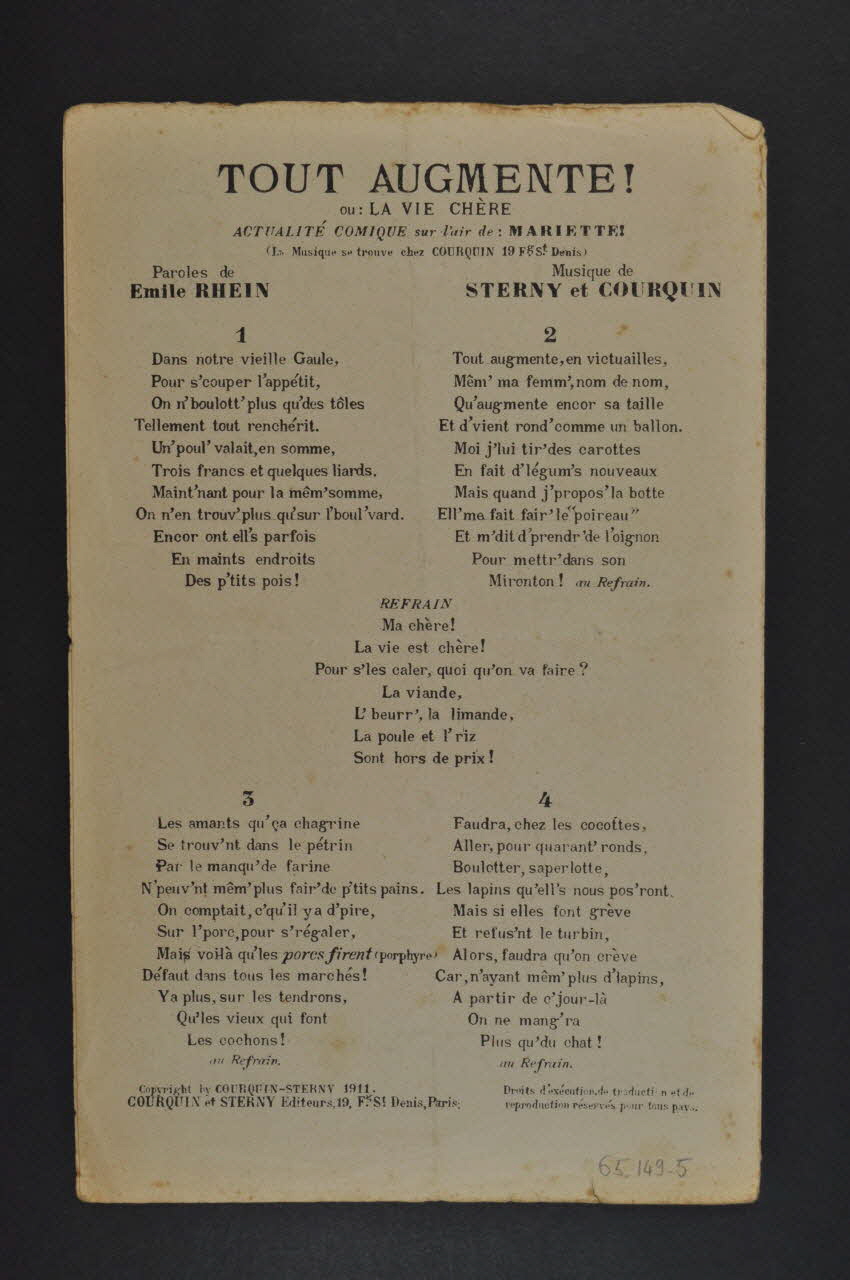 TOUT AUGMENTE!
ou: LA VIE CHÈRE
ACTUALITÉ COMIQUE sur l'air de: MARIETTE!
(La Musique se trouve chez COURQUIN 19 Fg St Denis)
Paroles de
Emile RHEIN
Musique de
STERNY et COURQUIN
1
Dans notre vieille Gaule,
Pour s'couper l'appétit,
On n'boulott' plus qu'des tôles
Tellement tout renchérit.
Un' poul' valait, en somme,
Trois francs et quelques liards,
Maint'nant pour la mêm' somme,
On n'en trouv' plus qu'sur l'boul'vard.
Encor ont ell's parfois
En maints endroits
Des p'tits pois!
2
Tout augmente, en victuailles,
Mêm' ma femm', nom de nom,
Qu'augmente encor sa taille
Et d'vient rond' comme un ballon.
Moi j'lui tir' des carottes
En fait d'légum's nouveaux
Mais quand j'propos' la botte
Ell' me fait fair' le "poireau"
Et m'dit d'prendr' de l'oignon
Pour mettr' dans son
Mironton! au Refrain.
REFRAIN
Ma chère!
La vie est chère!
Pour s'les caler, quoi qu'on va faire?
La viande,
L' beurr', la limande,
La poule et l' riz
Sont hors de prix!
3
Les amants qu'ça chagrine
Se trouv'nt dans le pétrin
Par le manqu' de farine
N'peuv'nt mêm' plus fair' de p'tits pains.
On comptait, c'qu'il y a d'pire,
Sur l'porc, pour s'régaler,
Mais voilà qu'les porcs firent (porphyre)
Défaut dans tous les marchés!
Ya plus, sur les tendrons,
Qu'les vieux qui font
Les cochons!
au Refrain.
4
Faudra, chez les cocottes,
Aller, pour quarant' ronds,
Boulotter, saperlotte,
Les lapins qu'ell's nous pos'ront.
Mais si elles font grève
Et refus'nt le turbin,
Alors, faudra qu'on crève
Car, n'ayant mêm' plus d'lapins,
A partir de c'jour-là
On ne mang'ra
Plus qu'du chat!
au Refrain.
Copyright by COURQUIN-STERNY 1911.
COURQUIN et STERNY Editeurs, 19, Fg St Denis, Paris.
Droits d'exécution, de traduction et de
reproduction réservés pour tous pays.
65.149-5